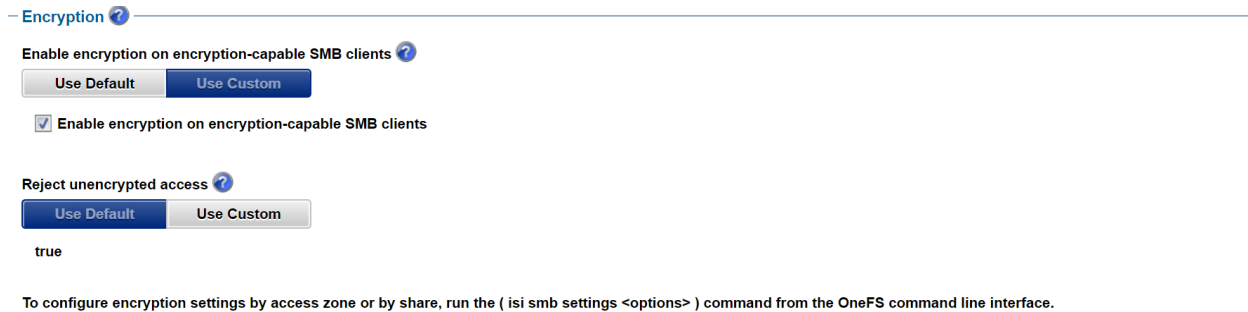 Encryption
Enable encryption on encryption-capable SMB clients
Use Default Use Custom
Enable encryption on encryption-capable SMB clients
Reject unencrypted access
Use Default Use Custom
true
To configure encryption settings by access zone or by share, run the ( isi smb settings <options> ) command from the OneFS command line interface.